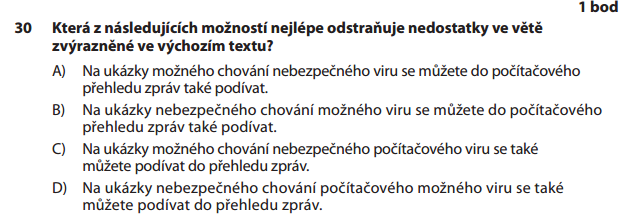 1 bod
30 Která z následujících možností nejlépe odstraňuje nedostatky ve větě
zvýrazněné ve výchozím textu?
A) Na ukázky možného chování nebezpečného viru se můžete do počítačového
přehledu zpráv také podívat.
B) Na ukázky nebezpečného chování možného viru se můžete do počítačového
přehledu zpráv také podívat.
C) Na ukázky možného chování nebezpečného počítačového viru se také
můžete podívat do přehledu zpráv.
D) Na ukázky nebezpečného chování počítačového možného viru se také
můžete podívat do přehledu zpráv.